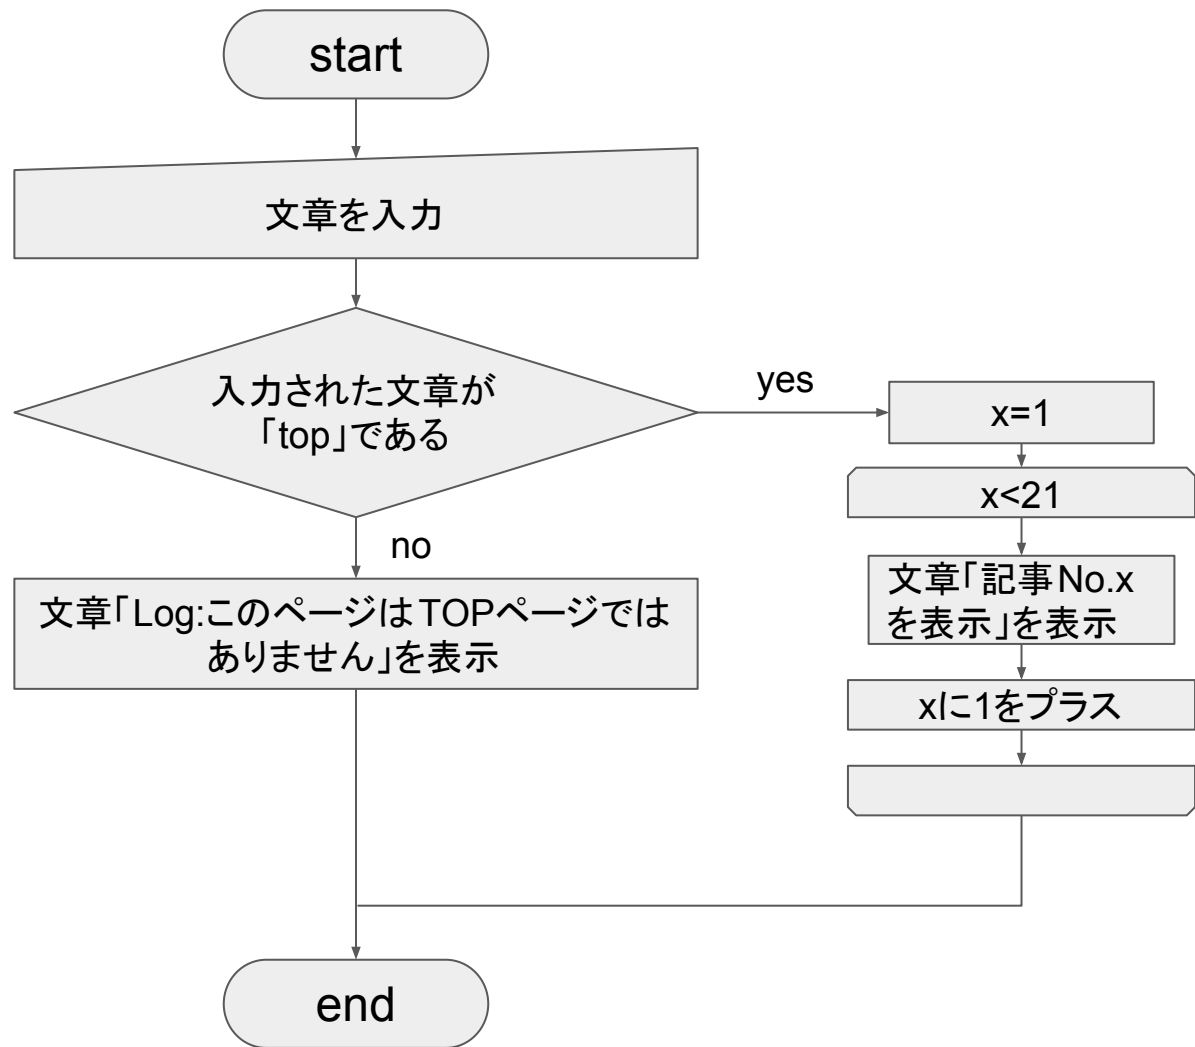 start
文章を入力
入力された文章が
「top」である
yes
x=1
x<21
文章「記事No.x
を表示」を表示
xに1をプラス
no
文章「Log:このページはTOPページでは
ありません」を表示
end